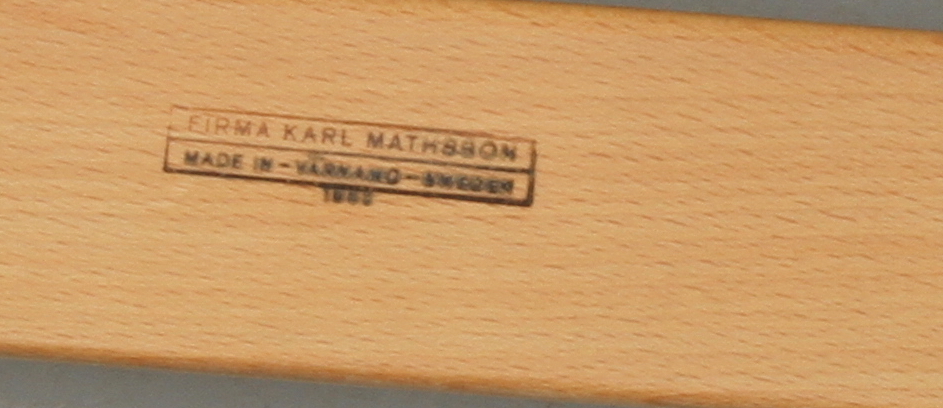 FIRMA KARL MATHSSON
MADE IN - VÄRNAMO - SWEDEN